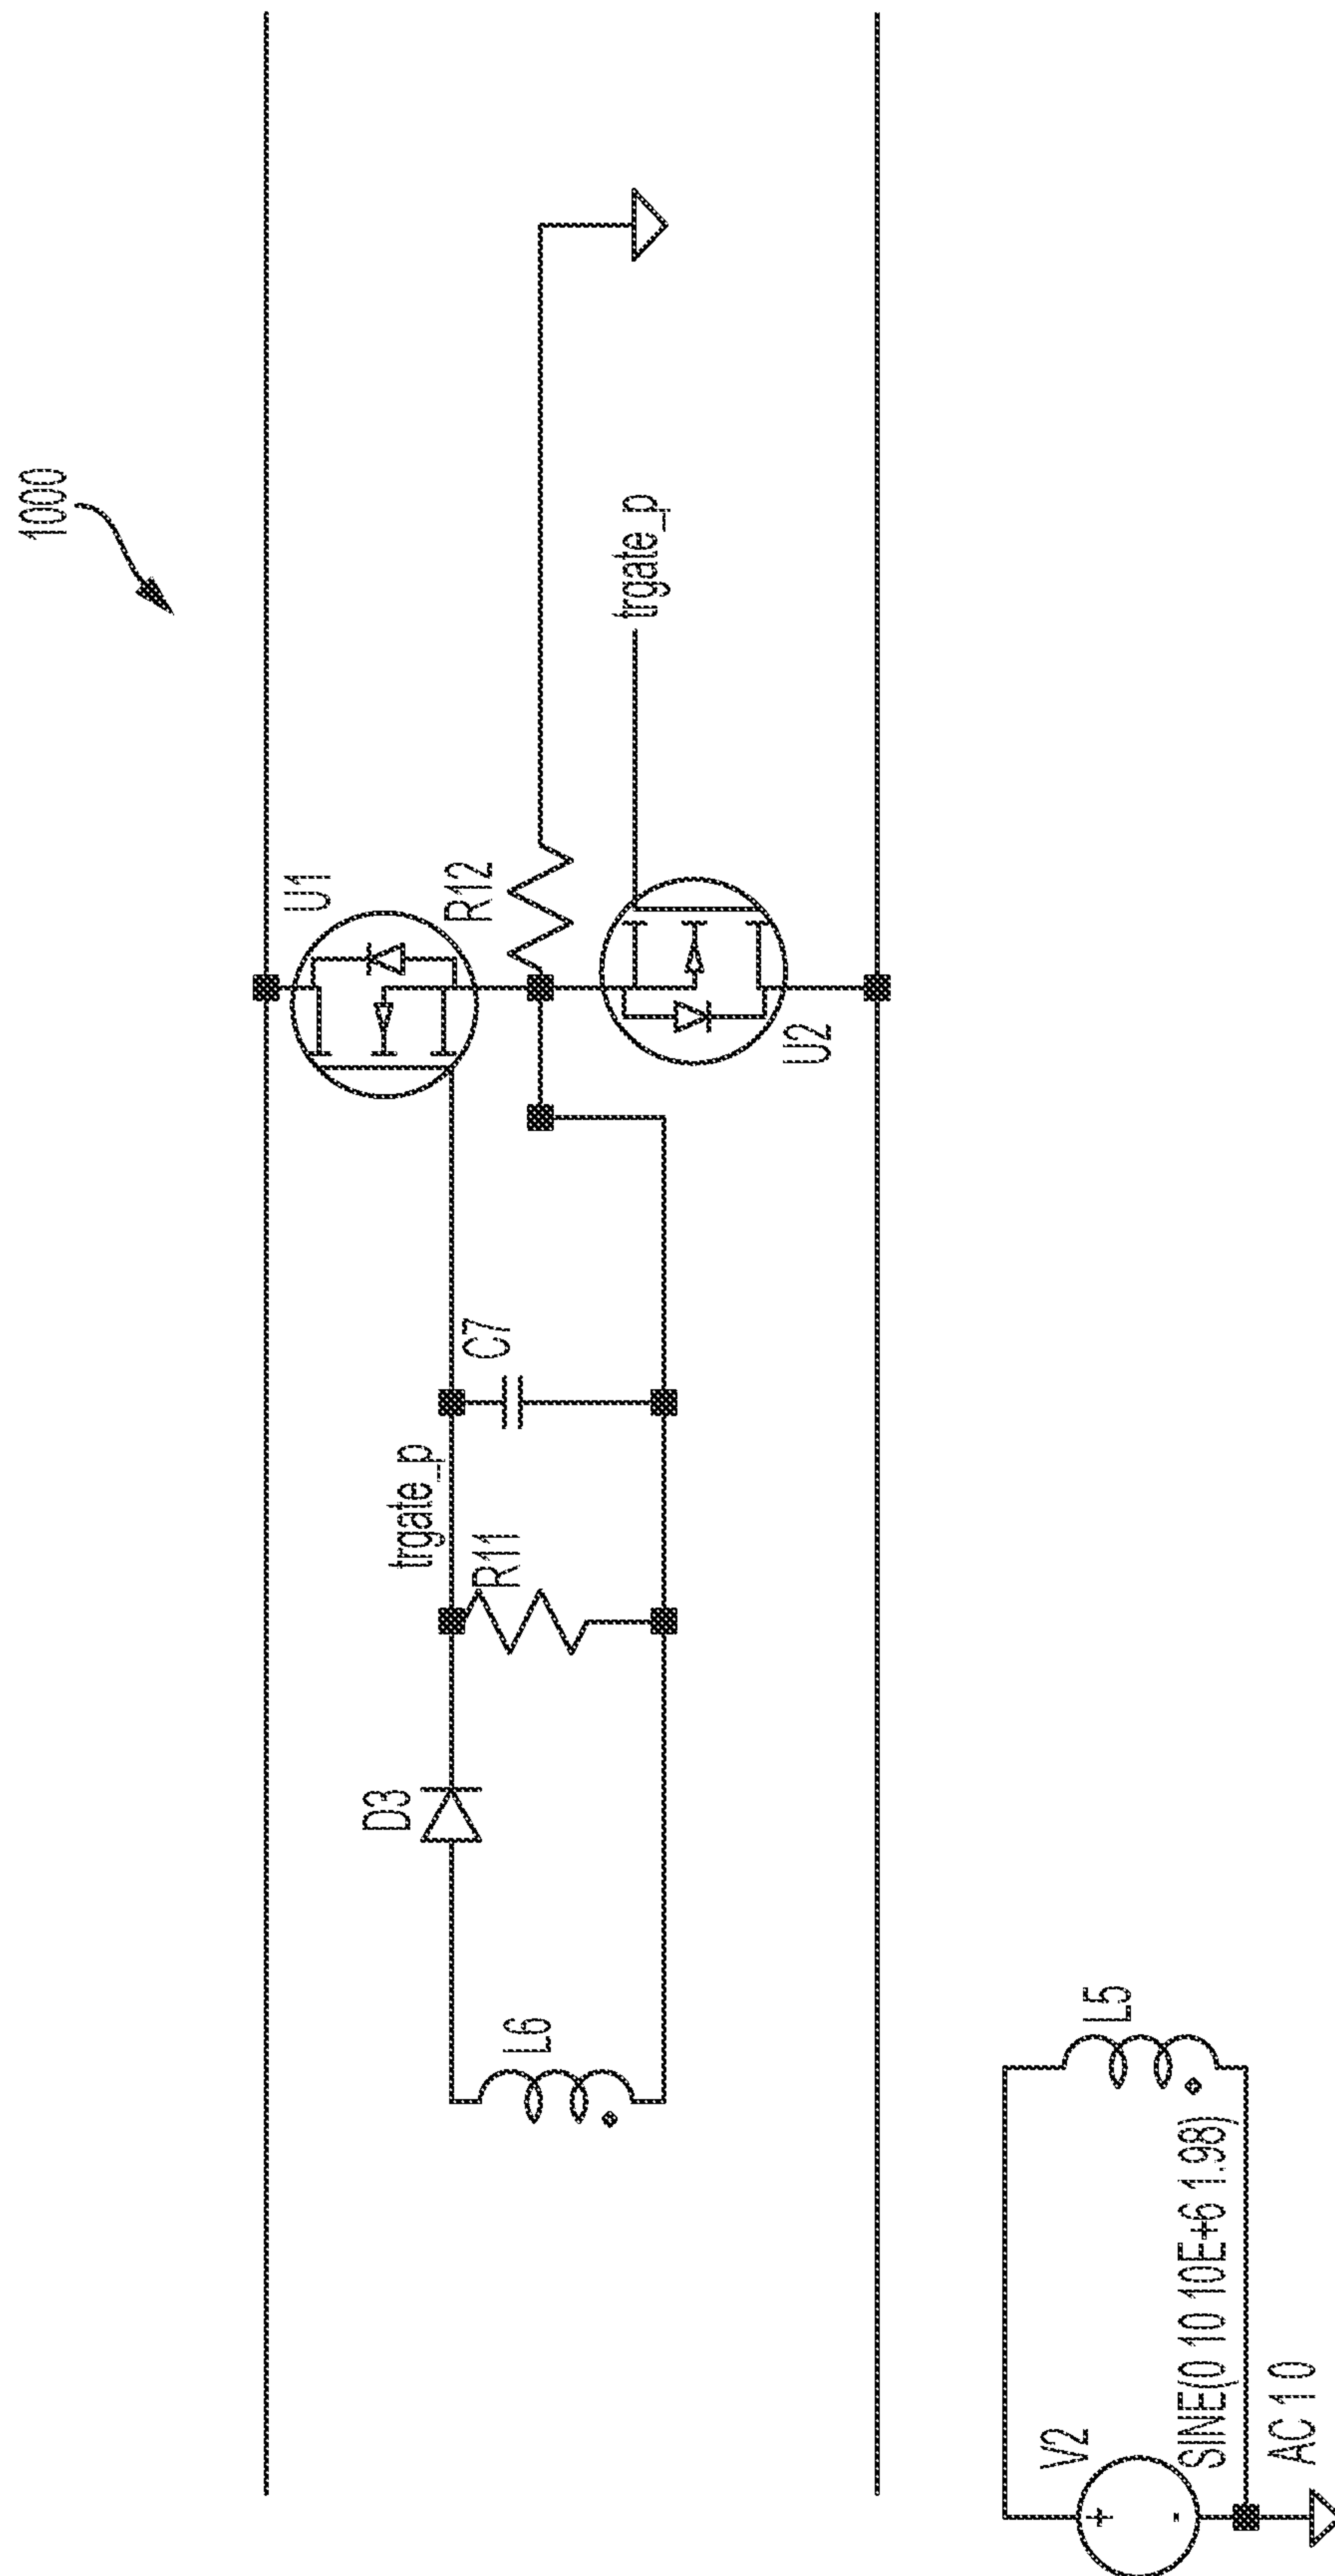 1000
U1
R12
trgate_p
U2
C7
trgate_p
R11
D3
L6
L5
V2
+
-
SINE(0 10 10E+6 1.98)
AC 1 0